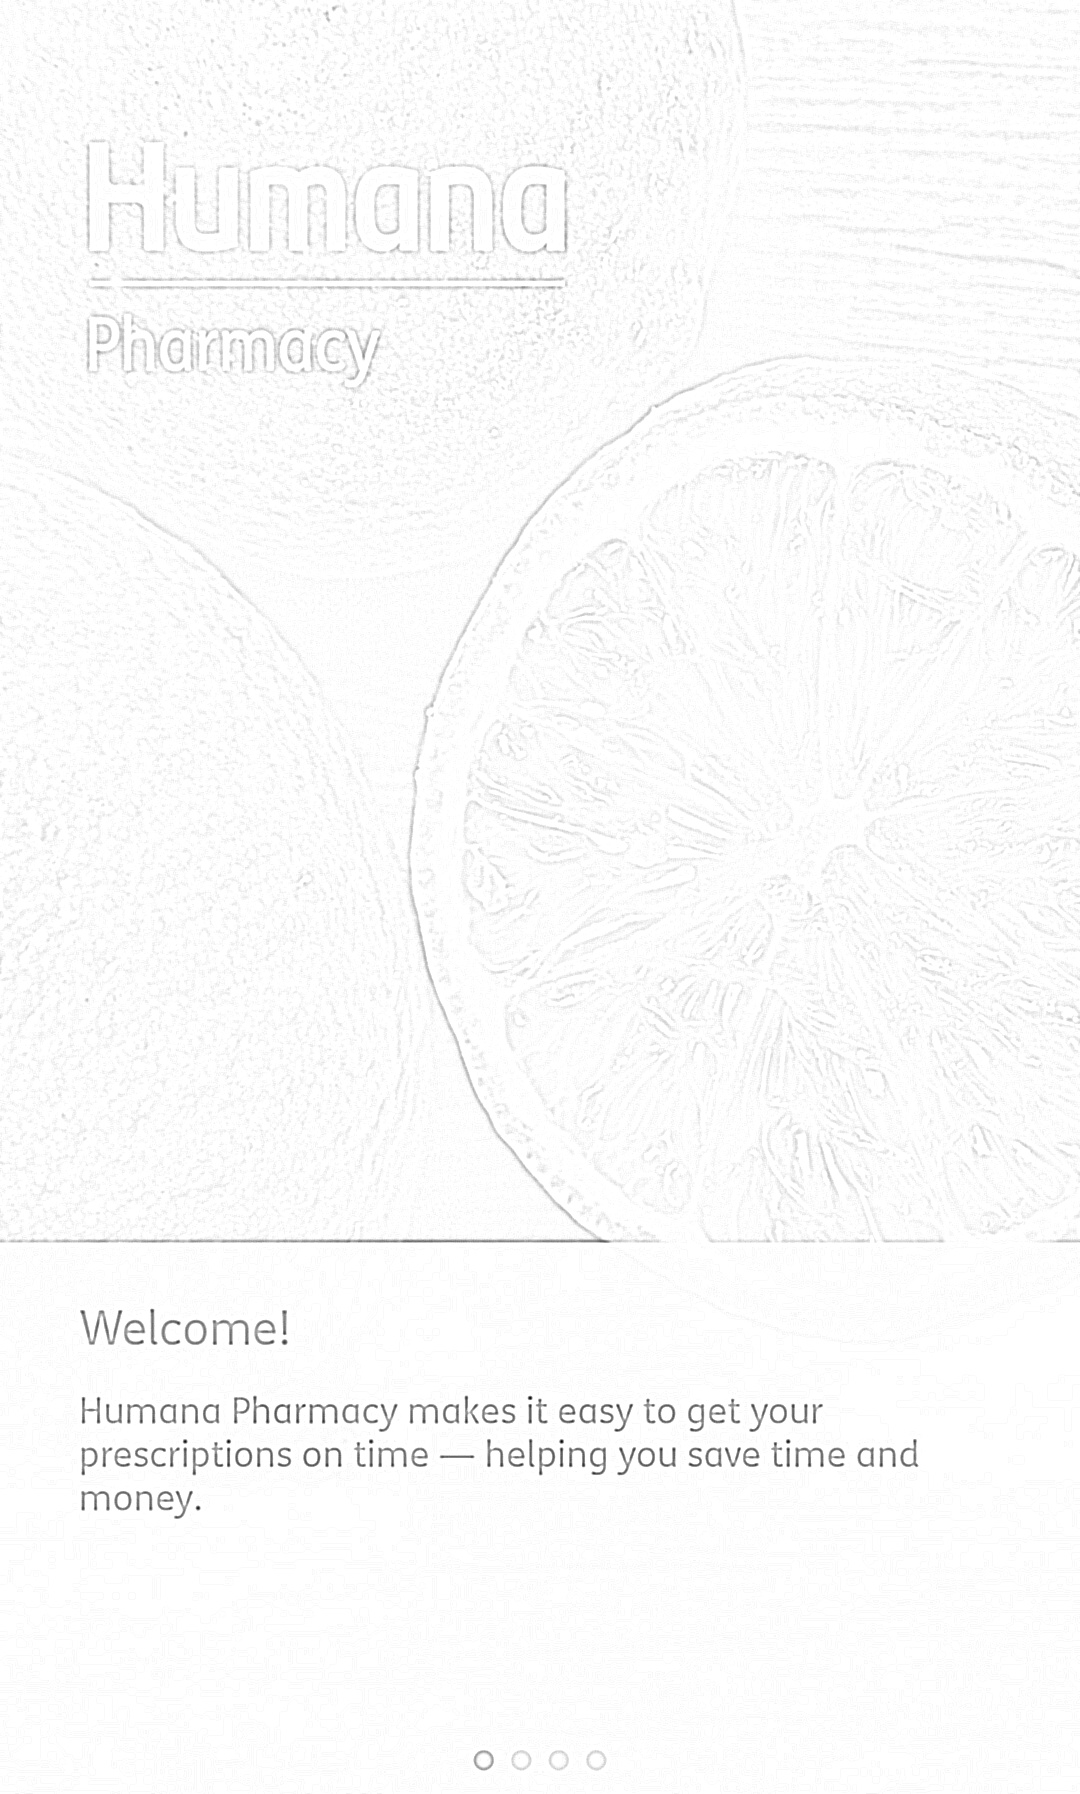 Humana
Pharmacy
Welcome!
Humana Pharmacy makes it easy to get your
prescriptions on time — helping you save time and
money.